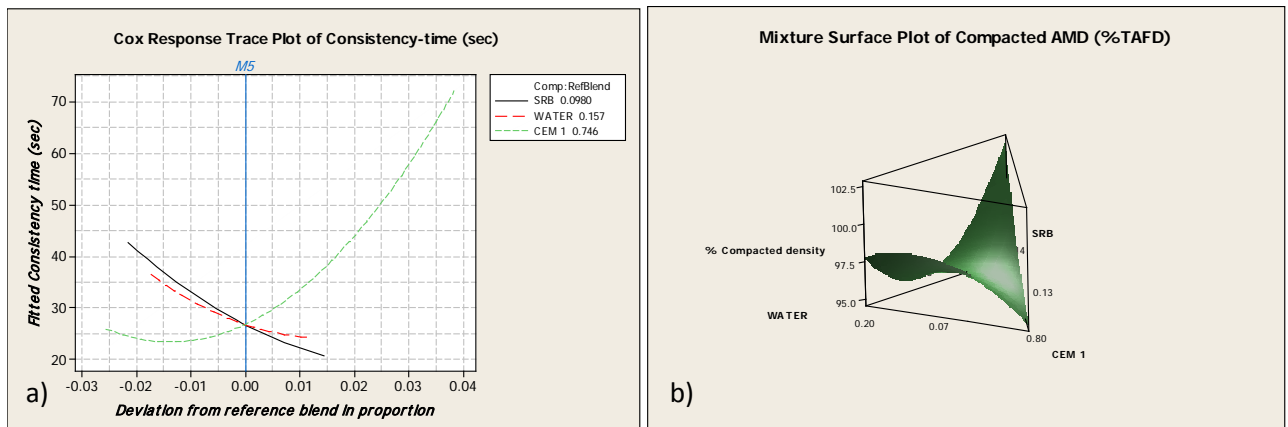 Cox Response Trace Plot of Consistency-time (sec)
M5
Comp:RefBlend
SRB 0.0980
WATER 0.157
CEM 1 0.746
Fitted Consistency time (sec)
70
60
50
40
30
20
-0.03 -0.02 -0.01 0.00 0.01 0.02 0.03 0.04
Deviation from reference blend in proportion
a)
Mixture Surface Plot of Compacted AMD (%TAFD)
102.5
100.0
97.5
95.0
% Compacted density
SRB
0.13
WATER
0.20
0.07
0.80
CEM 1
b)